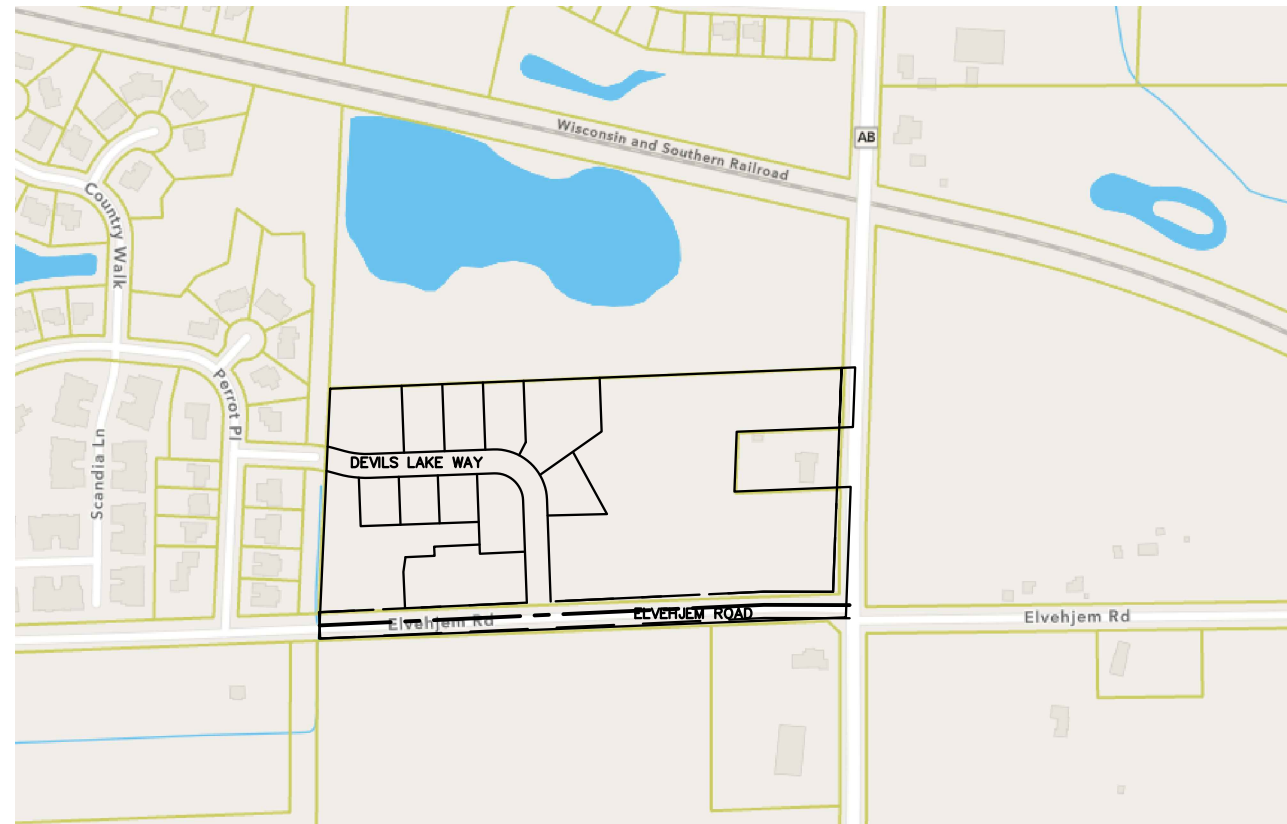 Wisconsin and Southern Railroad
AB
Country Walk
Perrot Pl
Scandia Ln
DEVILS LAKE WAY
Elvehjem Rd
ELVEHJEM ROAD
Elvehjem Rd